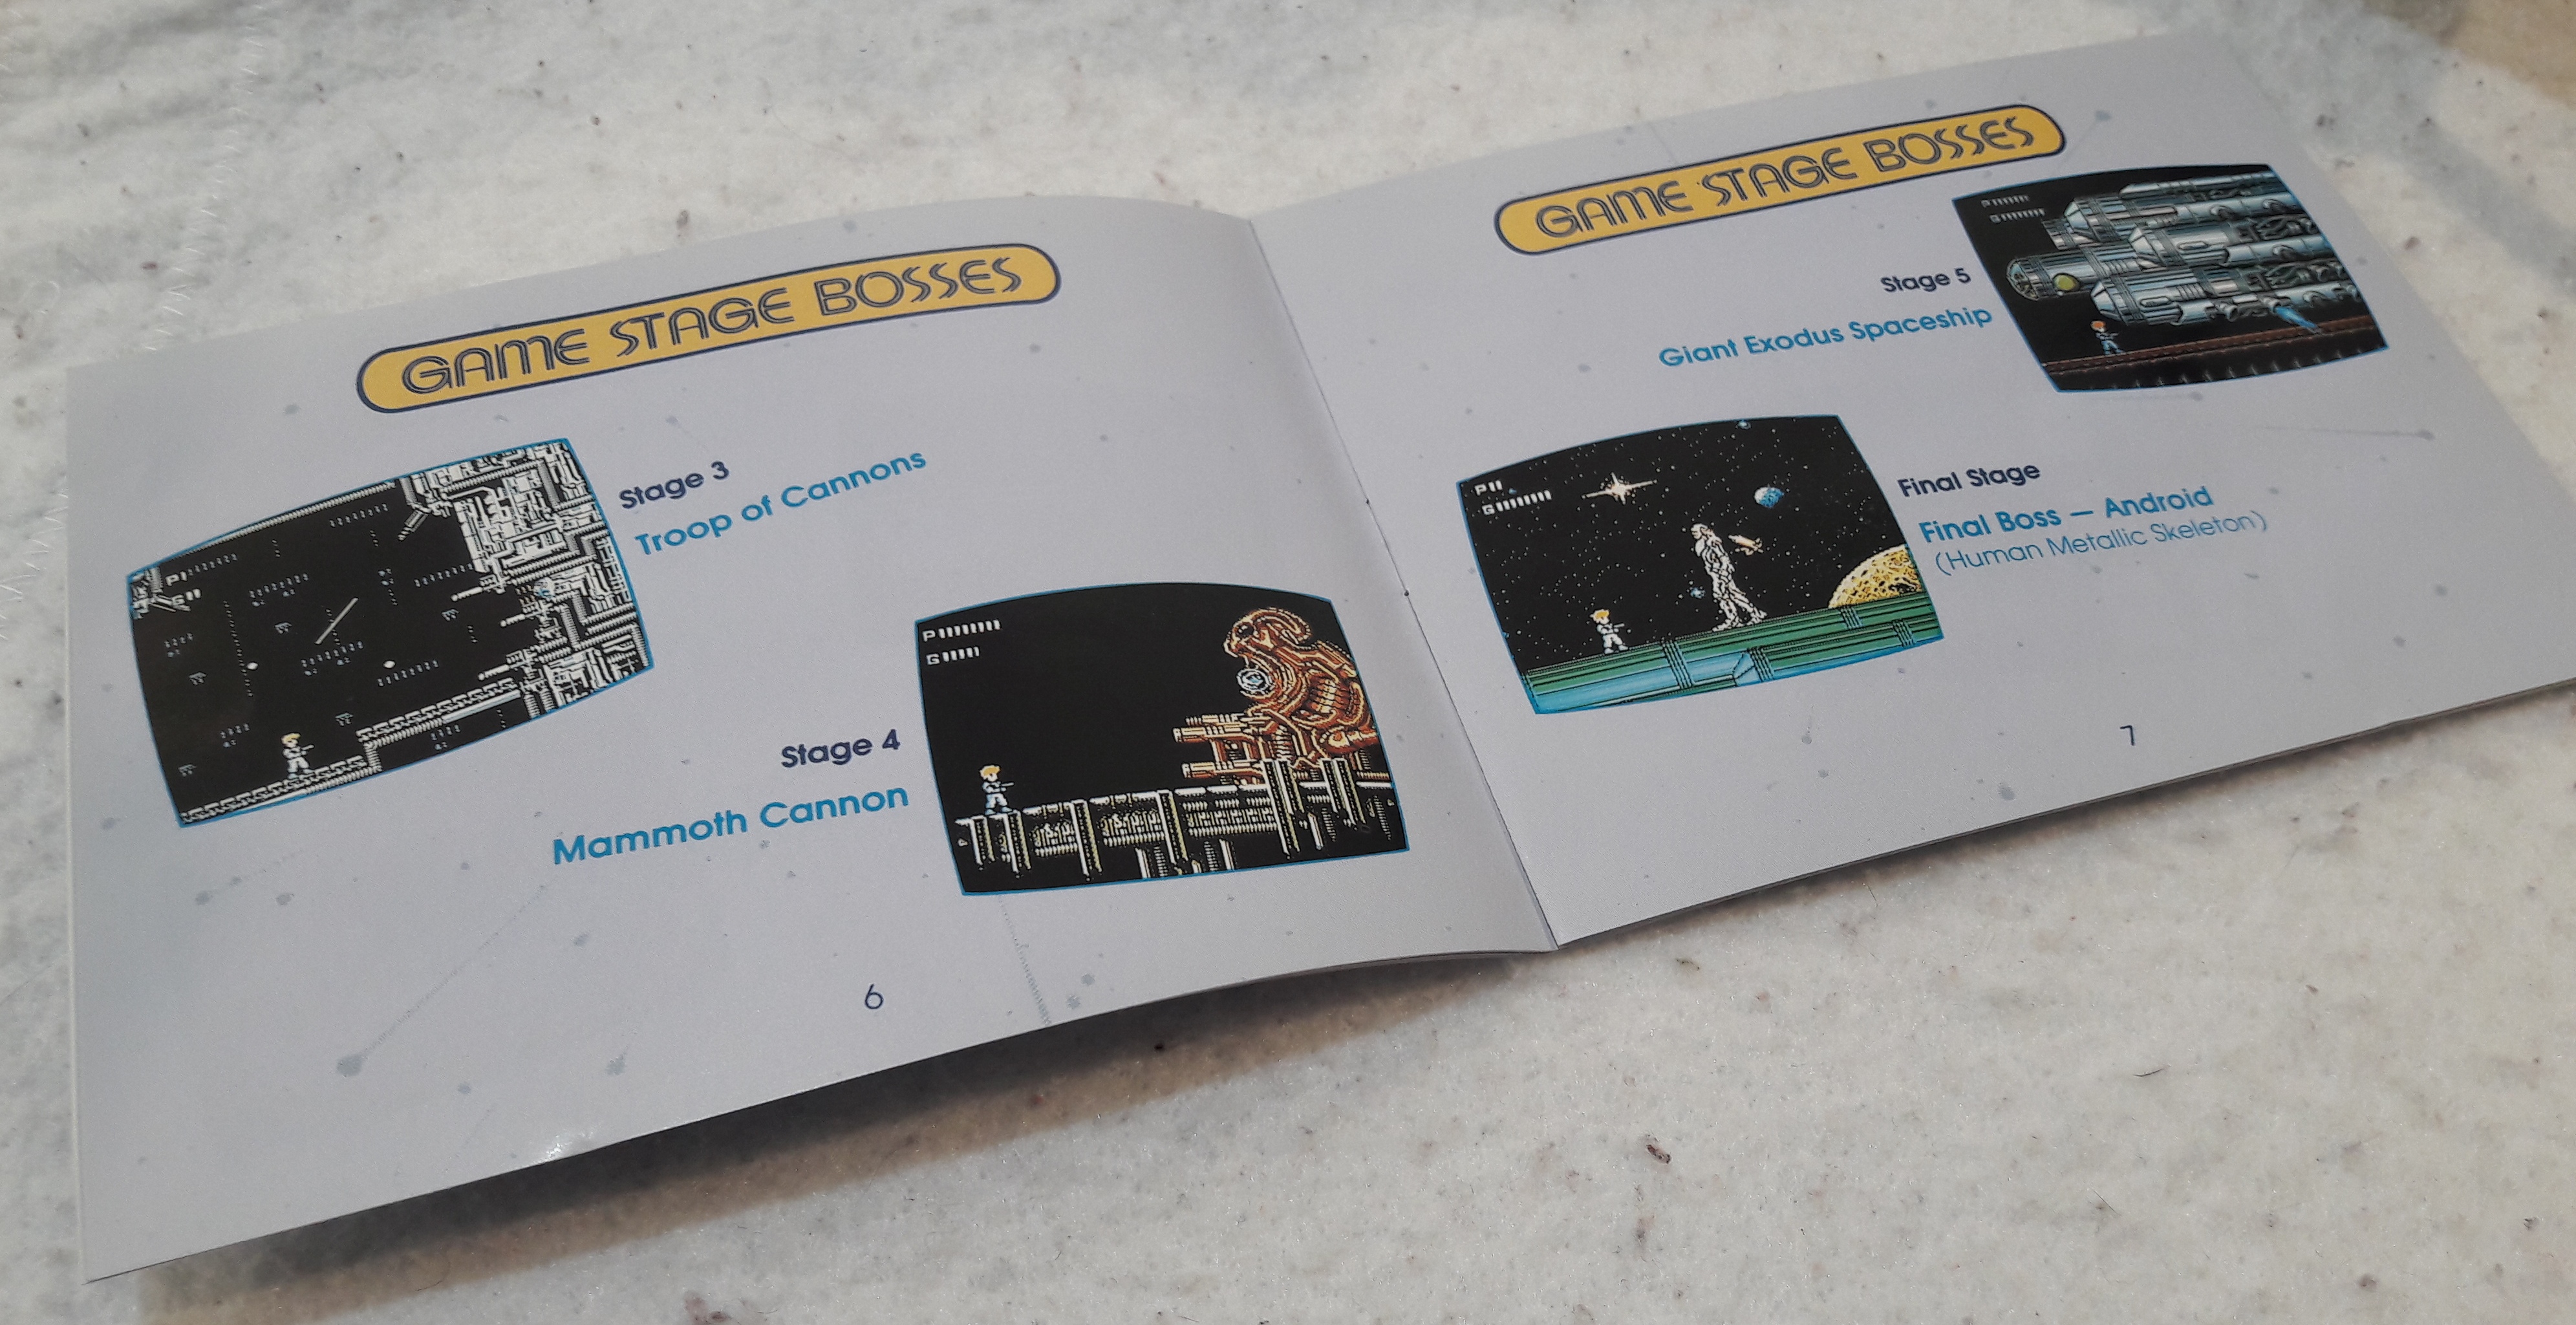 GAME STAGE BOSSES
Stage 3
Troop of Cannons
Stage 4
Mammoth Cannon
6
GAME STAGE BOSSES
Stage 5
Giant Exodus Spaceship
Final Stage
Final Boss — Android
(Human Metallic Skeleton)
7